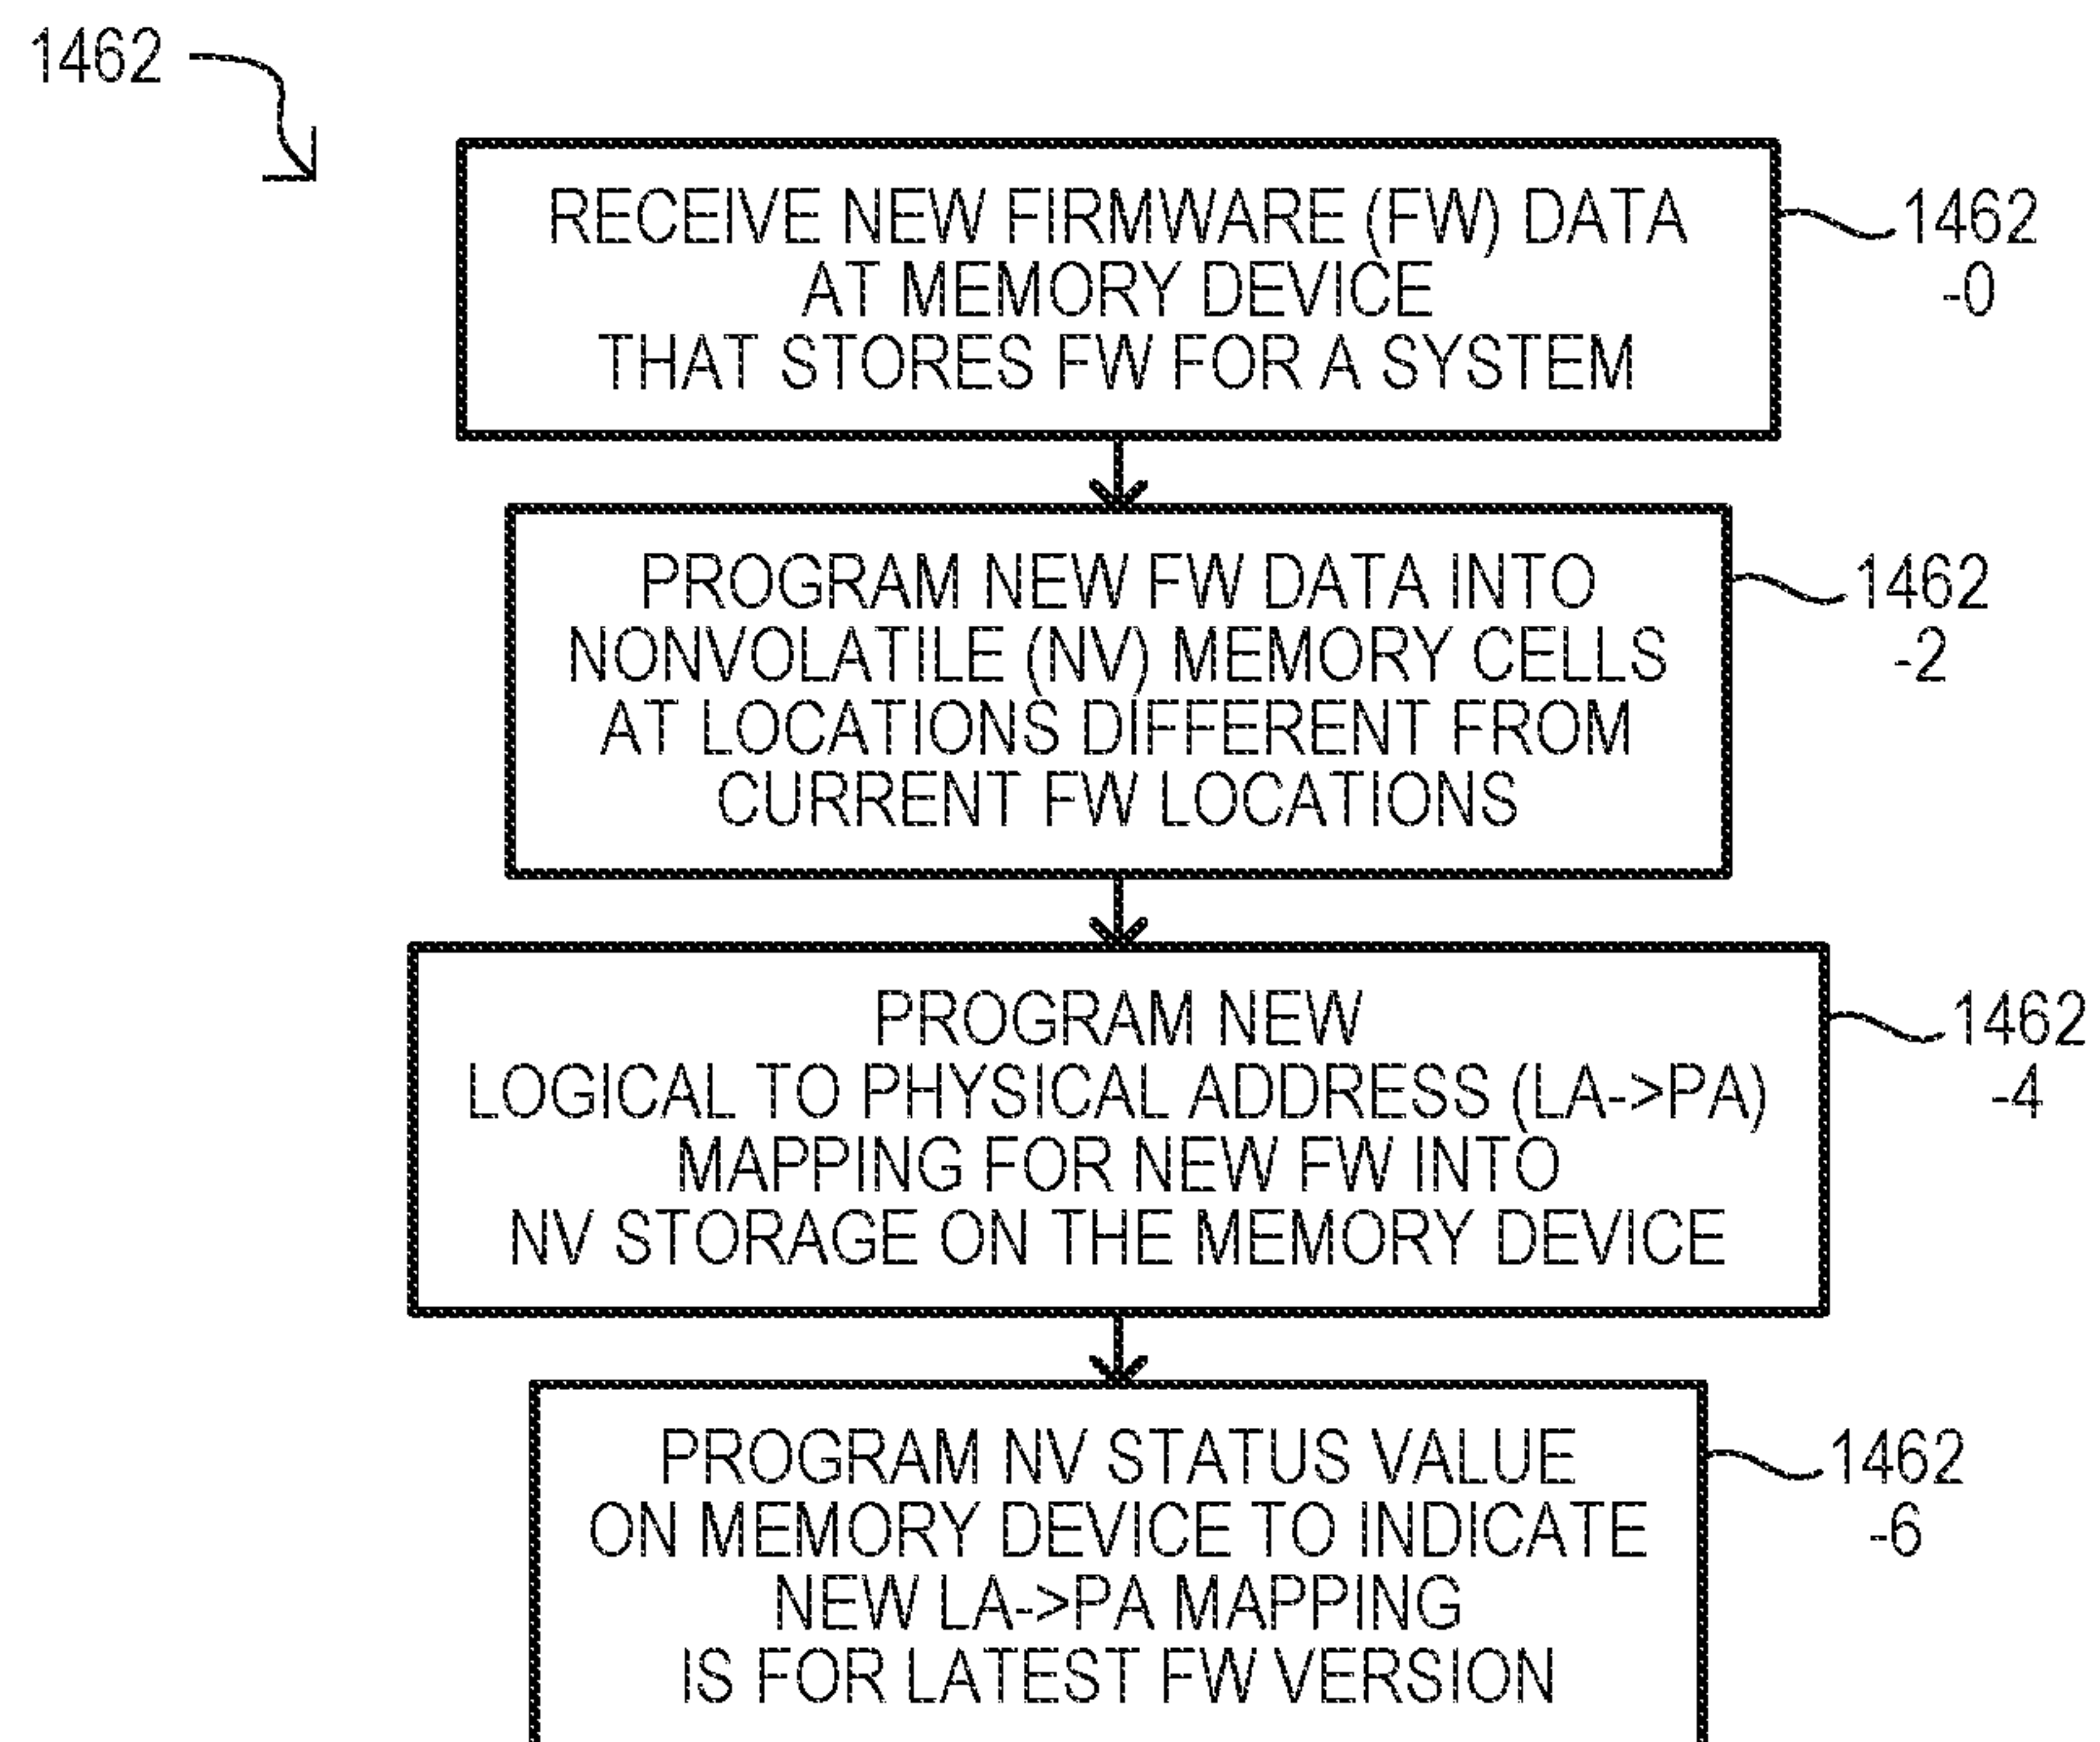 1462
RECEIVE NEW FIRMWARE (FW) DATA
AT MEMORY DEVICE
THAT STORES FW FOR A SYSTEM
1462
-0
PROGRAM NEW FW DATA INTO
NONVOLATILE (NV) MEMORY CELLS
AT LOCATIONS DIFFERENT FROM
CURRENT FW LOCATIONS
1462
-2
PROGRAM NEW
LOGICAL TO PHYSICAL ADDRESS (LA->PA)
MAPPING FOR NEW FW INTO
NV STORAGE ON THE MEMORY DEVICE
1462
-4
PROGRAM NV STATUS VALUE
ON MEMORY DEVICE TO INDICATE
NEW LA->PA MAPPING
IS FOR LATEST FW VERSION
1462
-6